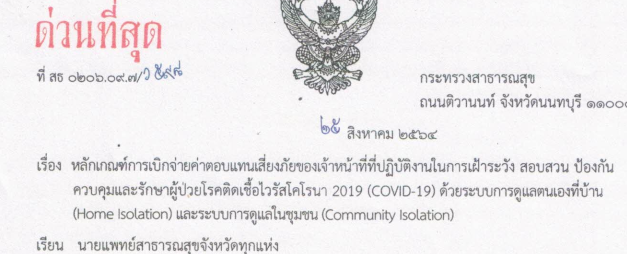 ด่วนที่สุด
ที่ สธ ๐๒๐๖.๐๙.๗/ว
กระทรวงสาธารณสุข
ถนนติวานนท์ จังหวัดนนทบุรี ๑๑๐๐๐
สิงหาคม ๒๕๖๔
เรื่อง หลักเกณฑ์การเบิกจ่ายค่าตอบแทนเสี่ยงภัยของเจ้าหน้าที่ที่ปฏิบัติงานในการเฝ้าระวัง สอบสวน ป้องกัน
ควบคุมและรักษาผู้ป่วยโรคติดเชื้อไวรัสโคโรนา 2019 (COVID-19) ด้วยระบบการดูแลตนเองที่บ้าน
(Home Isolation) และระบบการดูแลในชุมชน (Community Isolation)
เรียน นายแพทย์สาธารณสุขจังหวัดทุกแห่ง